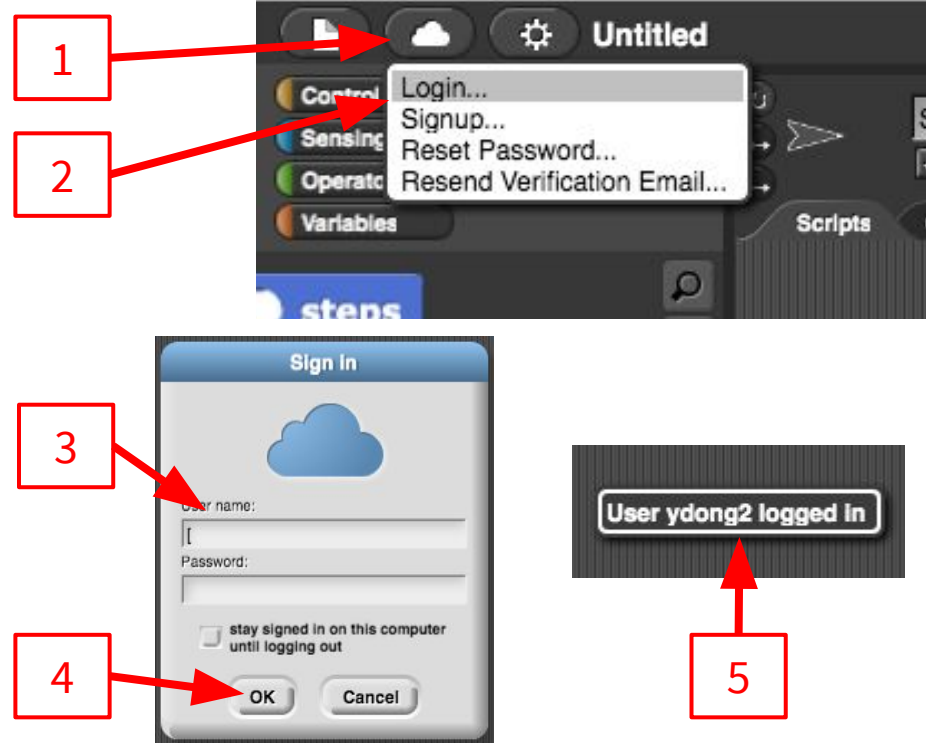 1
Untitled
Control
Login...
Signup...
Sensing
2
Reset Password...
Operato
Resend Verification Email...
Variables
Scripts
steps
Sign in
3
User name:
[
Password:
stay signed in on this computer
until logging out
4
OK
Cancel
User ydong2 logged in
5